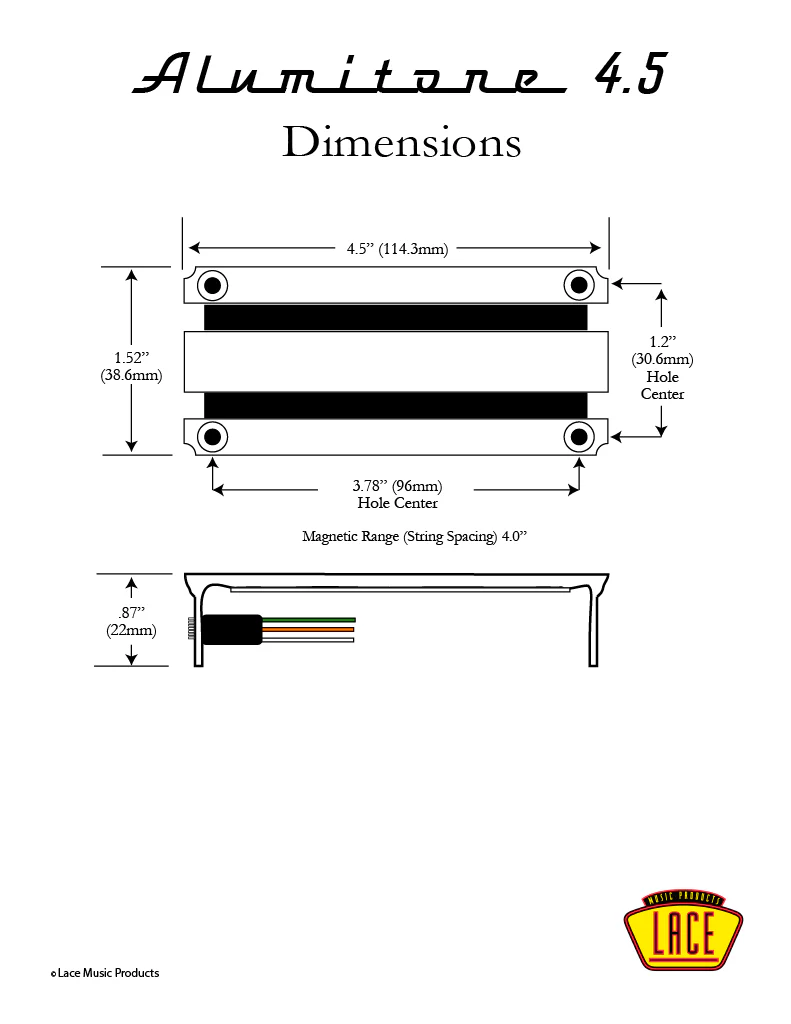 Alumitone 4.5
Dimensions
4.5” (114.3mm)
1.52”
(38.6mm)
1.2”
(30.6mm)
Hole
Center
3.78” (96mm)
Hole Center
Magnetic Range (String Spacing) 4.0”
.87”
(22mm)
MUSIC PRODUCTS
LACE
© Lace Music Products